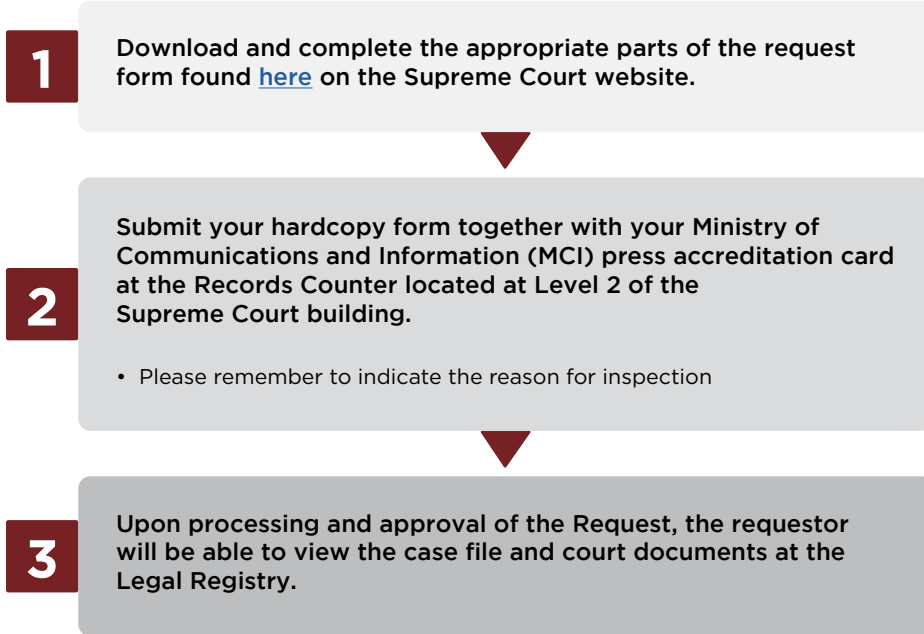 1
Download and complete the appropriate parts of the request
form found here on the Supreme Court website.
2
Submit your hardcopy form together with your Ministry of
Communications and Information (MCI) press accreditation card
at the Records Counter located at Level 2 of the
Supreme Court building.
• Please remember to indicate the reason for inspection
3
Upon processing and approval of the Request, the requestor
will be able to view the case file and court documents at the
Legal Registry.